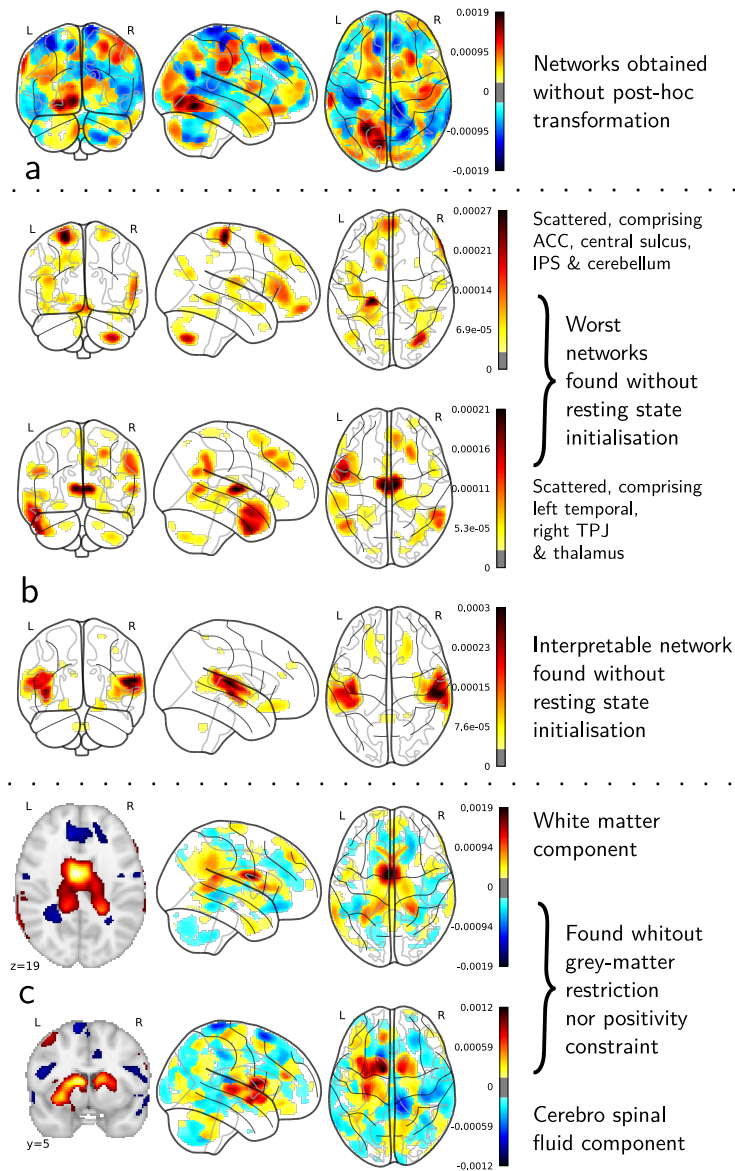 L R
0.0019
0.00095
0
-0.00095
-0.0019
Networks obtained
without post-hoc
transformation
a
L R L R
0.00027
0.00021
0.00014
6.9e-05
0
Scattered, comprising
ACC, central sulcus,
IPS & cerebellum
Worst
networks
found without
resting state
initialisation
L R L R
0.00021
0.00016
0.00011
5.3e-05
0
Scattered, comprising
left temporal,
right TPJ
& thalamus
b
L R L R
0.0003
0.00023
0.00015
7.6e-05
0
Interpretable network
found without
resting state
initialisation
L R L R
z=19
0.0019
0.00094
0
-0.00094
-0.0019
White matter
component
Found whitout
grey-matter
restriction
nor positivity
constraint
c
L R L R
y=5
0.0012
0.00059
0
-0.00059
-0.0012
Cerebro spinal
fluid component